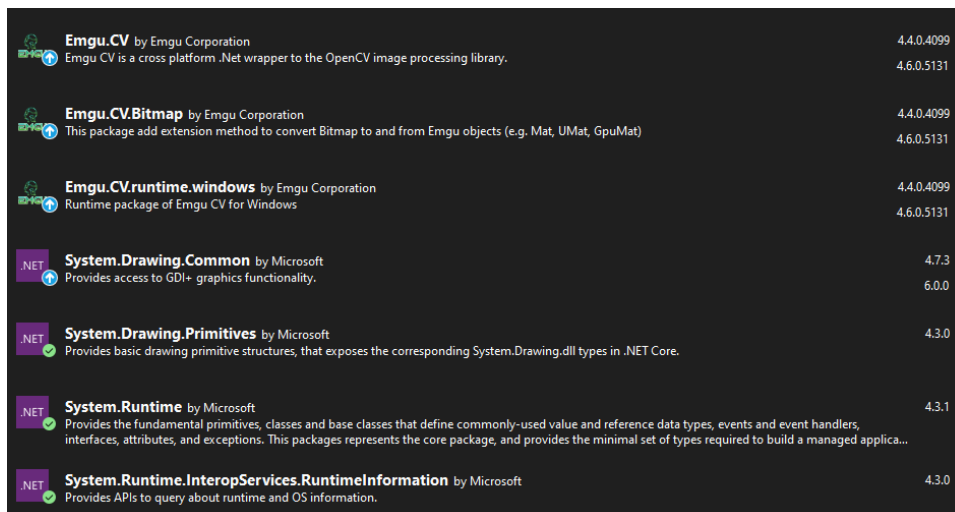 Emgu.CV by Emgu Corporation 4.4.0.4099
Emgu CV is a cross platform .Net wrapper to the OpenCV image processing library.
4.6.0.5131
Emgu.CV.Bitmap by Emgu Corporation 4.4.0.4099
This package add extension method to convert Bitmap to and from Emgu objects (e.g. Mat, UMat, GpuMat)
4.6.0.5131
Emgu.CV.runtime.windows by Emgu Corporation 4.4.0.4099
Runtime package of Emgu CV for Windows
4.6.0.5131
.NET System.Drawing.Common by Microsoft 4.7.3
Provides access to GDI+ graphics functionality.
6.0.0
.NET System.Drawing.Primitives by Microsoft 4.3.0
Provides basic drawing primitive structures, that exposes the corresponding System.Drawing.dll types in .NET Core.
.NET System.Runtime by Microsoft 4.3.1
Provides the fundamental primitives, classes and base classes that define commonly-used value and reference data types, events and event handlers,
interfaces, attributes, and exceptions. This packages represents the core package, and provides the minimal set of types required to build a managed applica...
.NET System.Runtime.InteropServices.RuntimeInformation by Microsoft 4.3.0
Provides APIs to query about runtime and OS information.